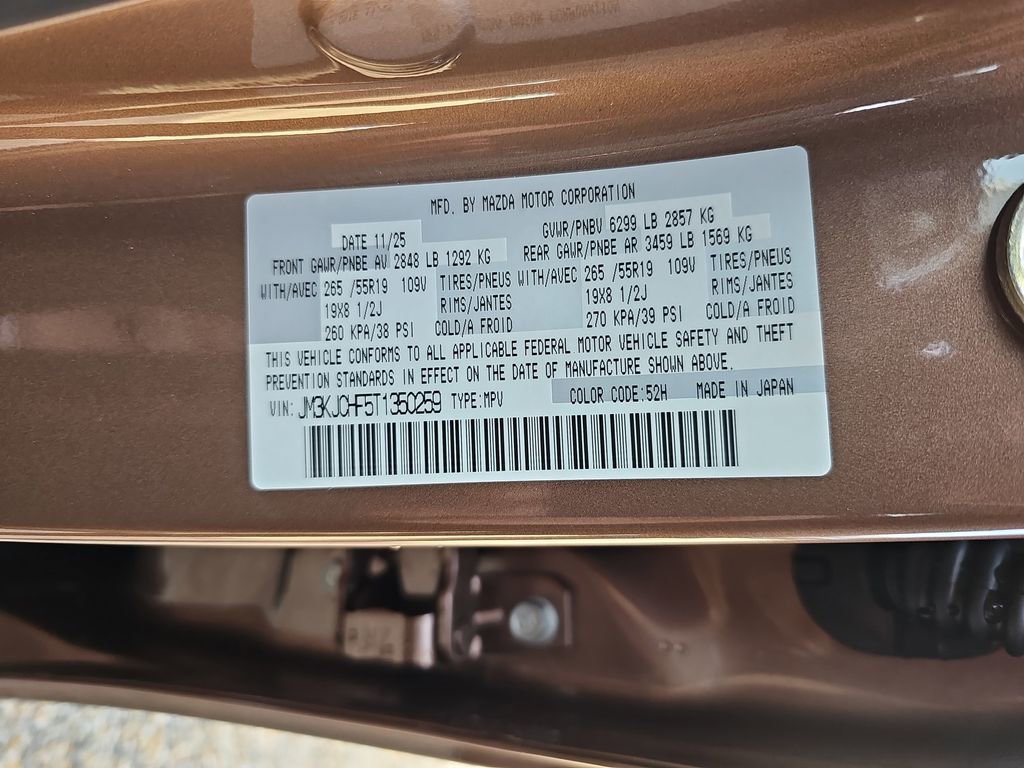 MFD. BY MAZDA MOTOR CORPORATION
DATE 11/25 GVWR/PNBV 6299 LB 2857 KG
FRONT GAWR/PNBE AV 2848 LB 1292 KG REAR GAWR/PNBE AR 3459 LB 1569 KG
WITH/AVEC 265 /55R19 109V TIRES/PNEUS WITH/AVEC 265 /55R19 109V TIRES/PNEUS
19X8 1/2J RIMS/JANTES 19X8 1/2J RIMS/JANTES
260 KPA/38 PSI COLD/A FROID 270 KPA/39 PSI COLD/A FROID
THIS VEHICLE CONFORMS TO ALL APPLICABLE FEDERAL MOTOR VEHICLE SAFETY AND THEFT
PREVENTION STANDARDS IN EFFECT ON THE DATE OF MANUFACTURE SHOWN ABOVE.
VIN: JM3KJCHF5T1350259 TYPE:MPV COLOR CODE:52H MADE IN JAPAN